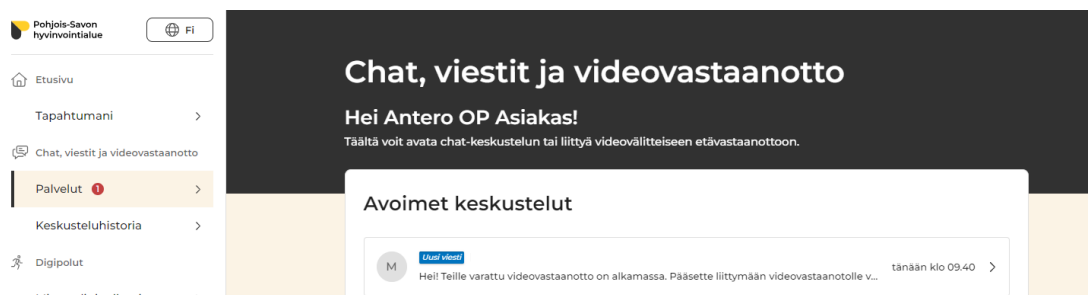 Pohjois-Savon
hyvinvointialue
Fi
Etusivu
Tapahtumani
Chat, viestit ja videovastaanotto
Palvelut 1
Keskusteluhistoria
Digipolut
Chat, viestit ja videovastaanotto
Hei Antero OP Asiakas!
Täältä voit avata chat-keskustelun tai liittyä videovälitteiseen etävastaanottoon.
Avoimet keskustelut
M
Uusi viesti
Hei! Teille varattu videovastaanotto on alkamassa. Pääsette liittymään videovastaanotolle v...
tänään klo 09.40